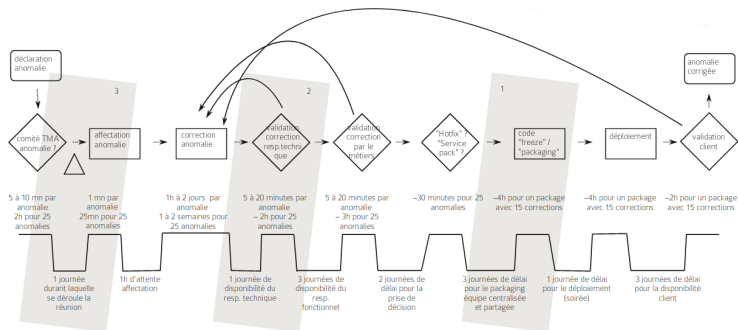 déclaration
anomalie
3
2
1
anomalie
corrigée
comité TMA
anomalie ?
affectation
anomalie
correction
anomalie
validation
correction
resp.technique
validation
correction
par le
métiers
"Hotfix" ?
"Service
pack" ?
code
"freeze" /
"packaging"
déploiement
validation
client
5 à 10 mn par
anomalie
2h pour 25
anomalies
1 mn par
anomalie
25mn pour 25
anomalies
1h à 2 jours  par
anomalie
1 à 2 semaines pour
25 anomalies
5 à 20 minutes par
anomalie
~ 2h pour 25
anomalies
5 à 20 minutes par
anomalie
~ 3h pour 25
anomalies
~30 minutes pour 25
anomalies
~4h pour un package
avec 15 corrections
~4h pour un package
avec 15 corrections
~2h pour un package
avec 15 corrections
1 journée
durant laquelle
se déroule la
réunion
1h d'attente
affectation
1 journée de
disponibilité du
resp. technique
3 journées de
disponibilité du
resp.
fonctionnel
2 journées de
délai pour la
prise de
décision
3 journées de délai
pour le packaging
équipe centralisée
et partagée
1 journée de délai
pour le déploiement
(soirée)
3 journées de délai
pour la disponibilité
client